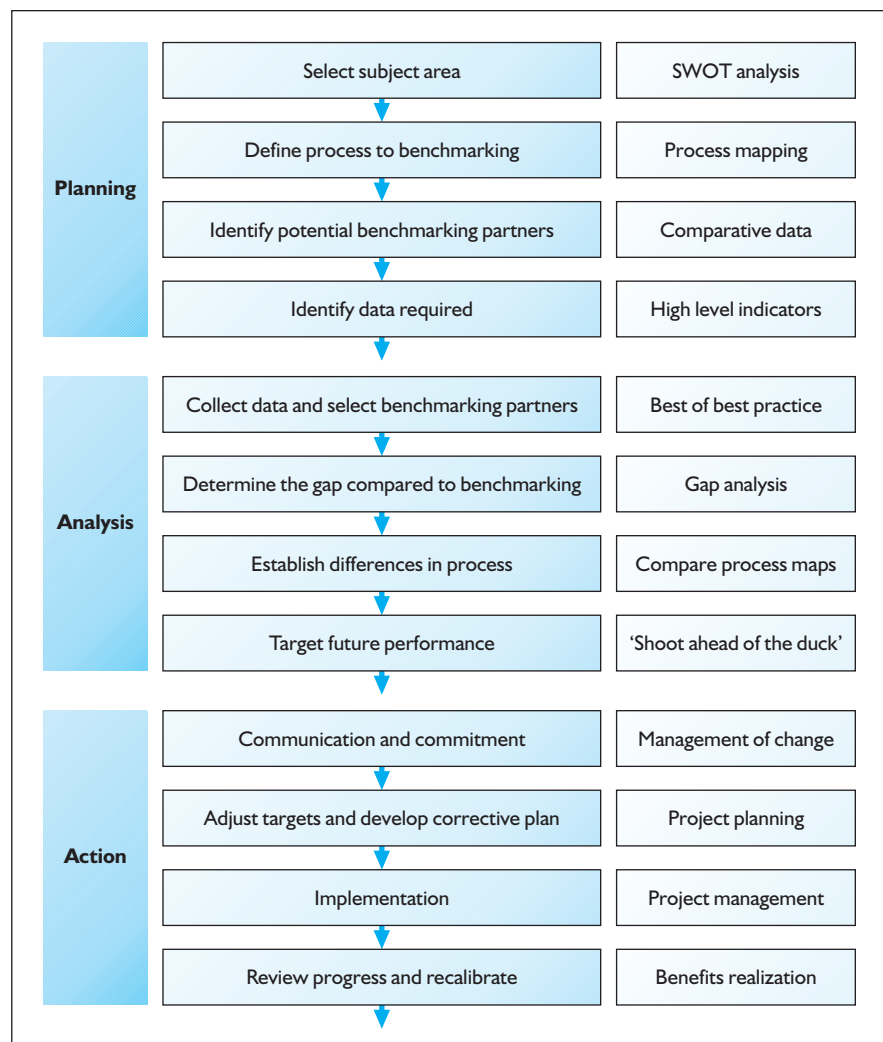 Planning
Select subject area
SWOT analysis
Define process to benchmarking
Process mapping
Identify potential benchmarking partners
Comparative data
Identify data required
High level indicators
Analysis
Collect data and select benchmarking partners
Best of best practice
Determine the gap compared to benchmarking
Gap analysis
Establish differences in process
Compare process maps
Target future performance
‘Shoot ahead of the duck’
Action
Communication and commitment
Management of change
Adjust targets and develop corrective plan
Project planning
Implementation
Project management
Review progress and recalibrate
Benefits realization